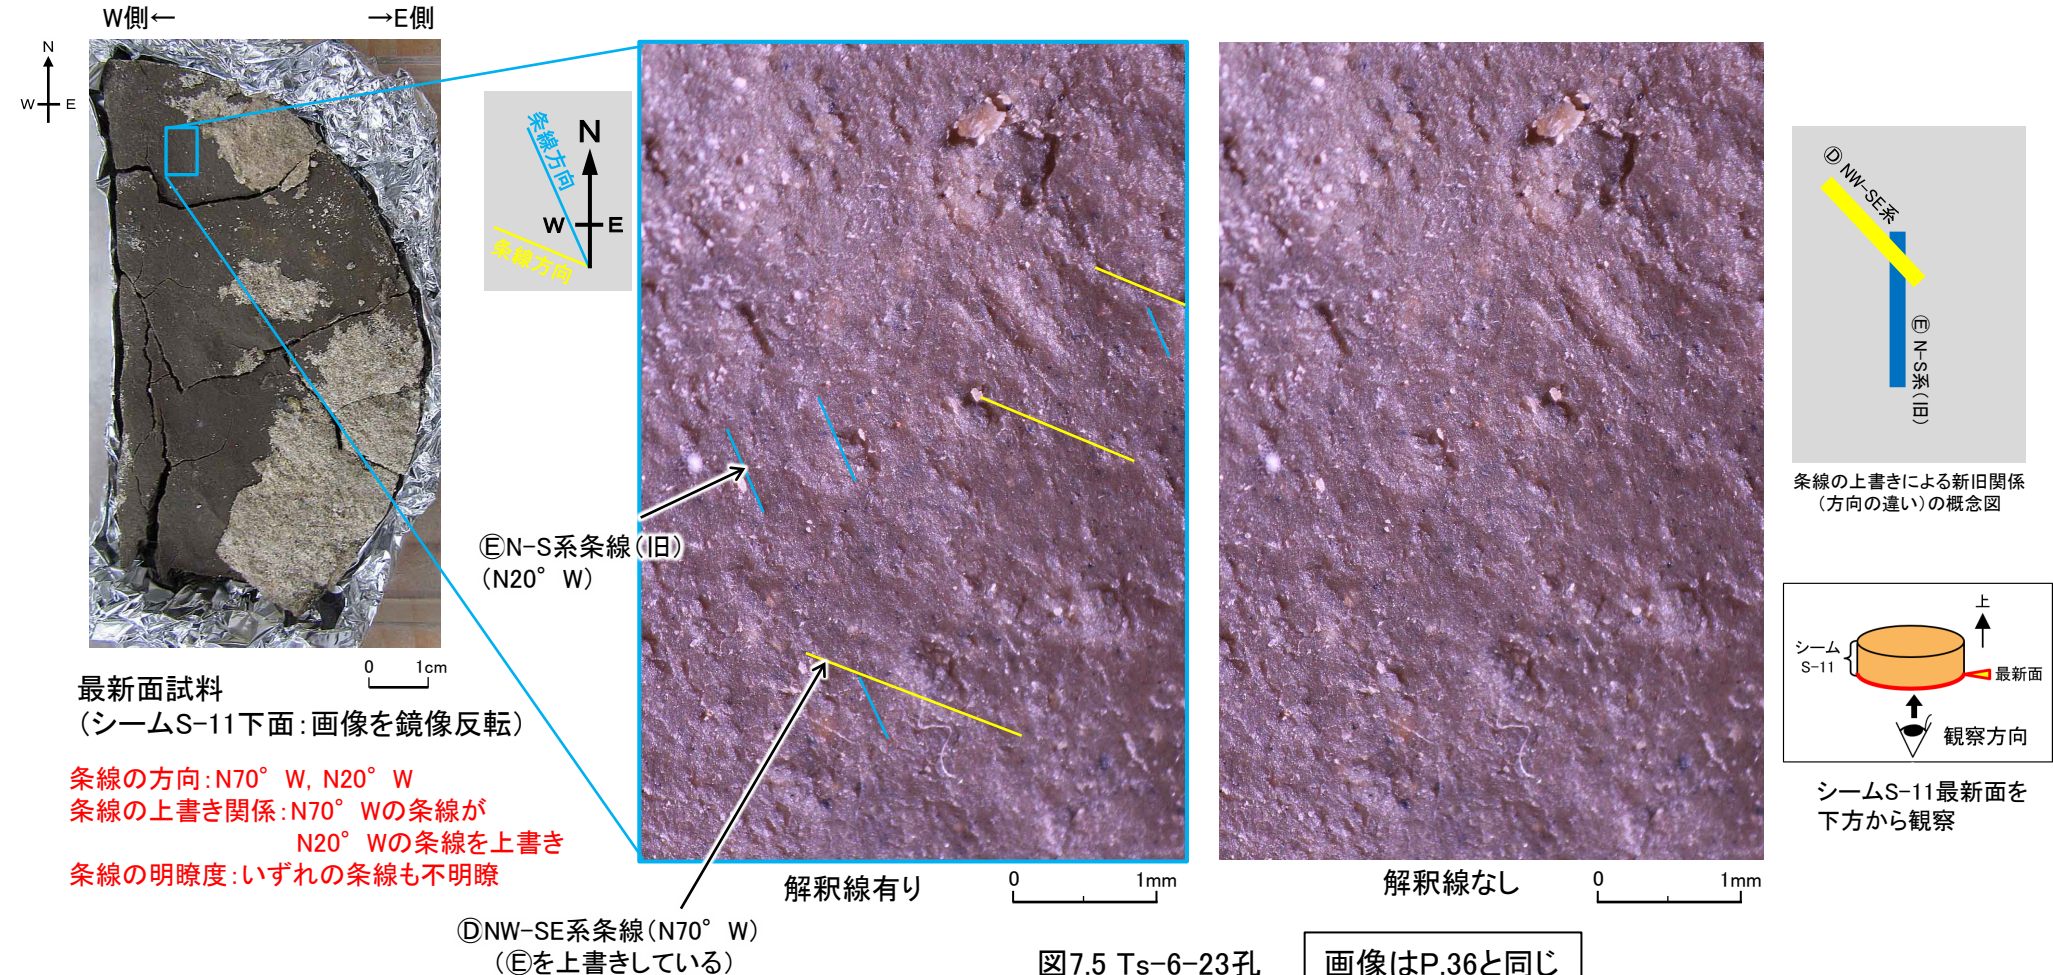 W側← →E側
N
W E
条線方向
N
W E
条線方向
Ⓓ NW-SE系
Ⓔ N-S系(旧)
条線の上書きによる新旧関係
(方向の違い)の概念図
ⒺN-S系条線(旧)
(N20°W)
上
シーム
S-11
最新面
観察方向
シームS-11最新面を
下方から観察
0 1cm
最新面試料
(シームS-11下面:画像を鏡像反転)
条線の方向:N70°W, N20°W
条線の上書き関係:N70°Wの条線が
N20°Wの条線を上書き
条線の明瞭度:いずれの条線も不明瞭
解釈線有り
0 1mm
解釈線なし
0 1mm
ⒹNW-SE系条線(N70°W)
(Ⓔを上書きしている)
図7.5 Ts-6-23孔
画像はP.36と同じ